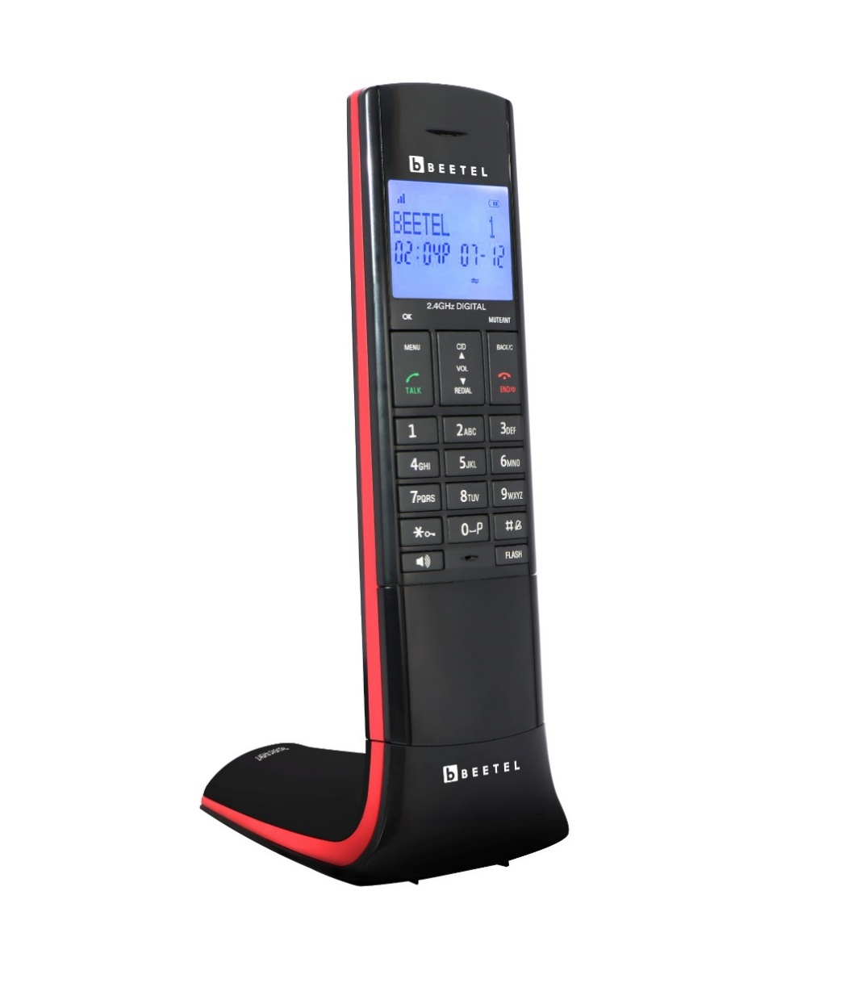 b BEETEL
BEETEL 1
02:04P 07-12
2.4GHz DIGITAL
OK MUTE/INT
MENU CID BACK/C
VOL
TALK REDIAL END
1 2ABC 3DEF
4GHI 5JKL 6MNO
7PQRS 8TUV 9WXYZ
* 0-P #
FLASH
b BEETEL